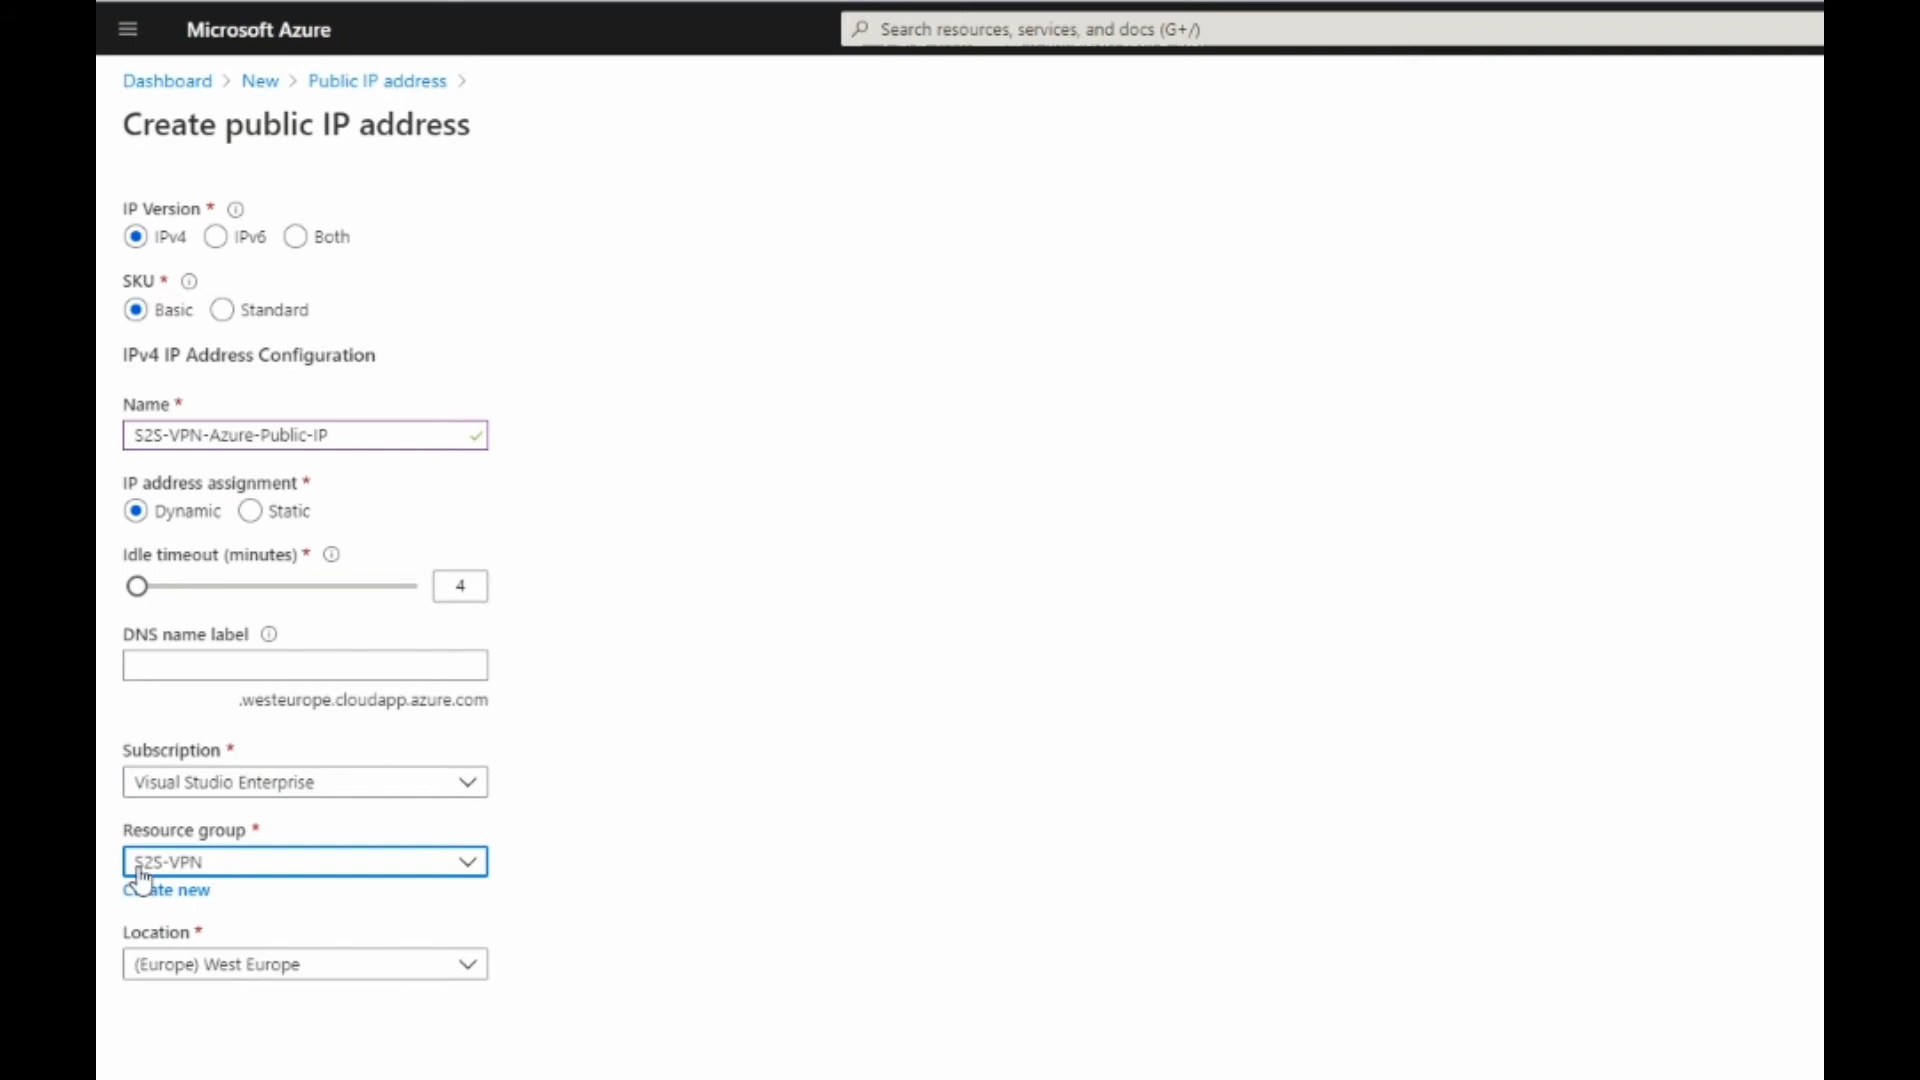 Microsoft Azure
Search resources, services, and docs (G+/)
Dashboard > New > Public IP address >
Create public IP address
IP Version *
IPv4 IPv6 Both
SKU *
Basic Standard
IPv4 IP Address Configuration
Name *
S2S-VPN-Azure-Public-IP
IP address assignment *
Dynamic Static
Idle timeout (minutes) *
4
DNS name label
.westeurope.cloudapp.azure.com
Subscription *
Visual Studio Enterprise
Resource group *
S2S-VPN
Create new
Location *
(Europe) West Europe